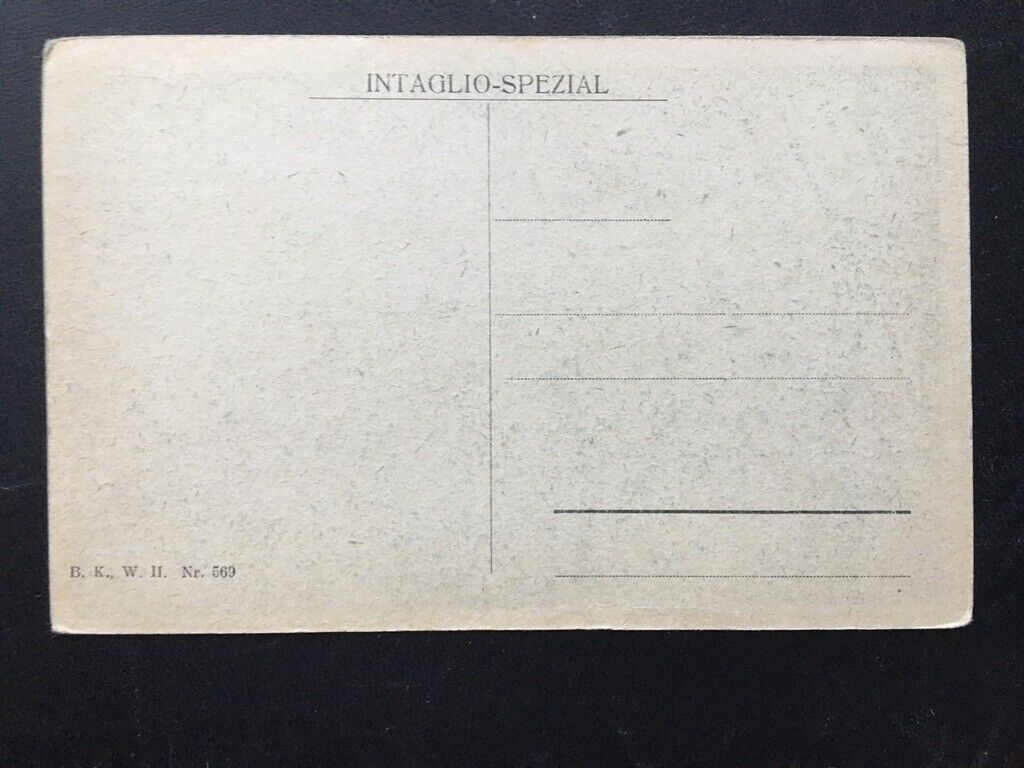 INTAGLIO-SPEZIAL
B. K., W. II. Nr. 569